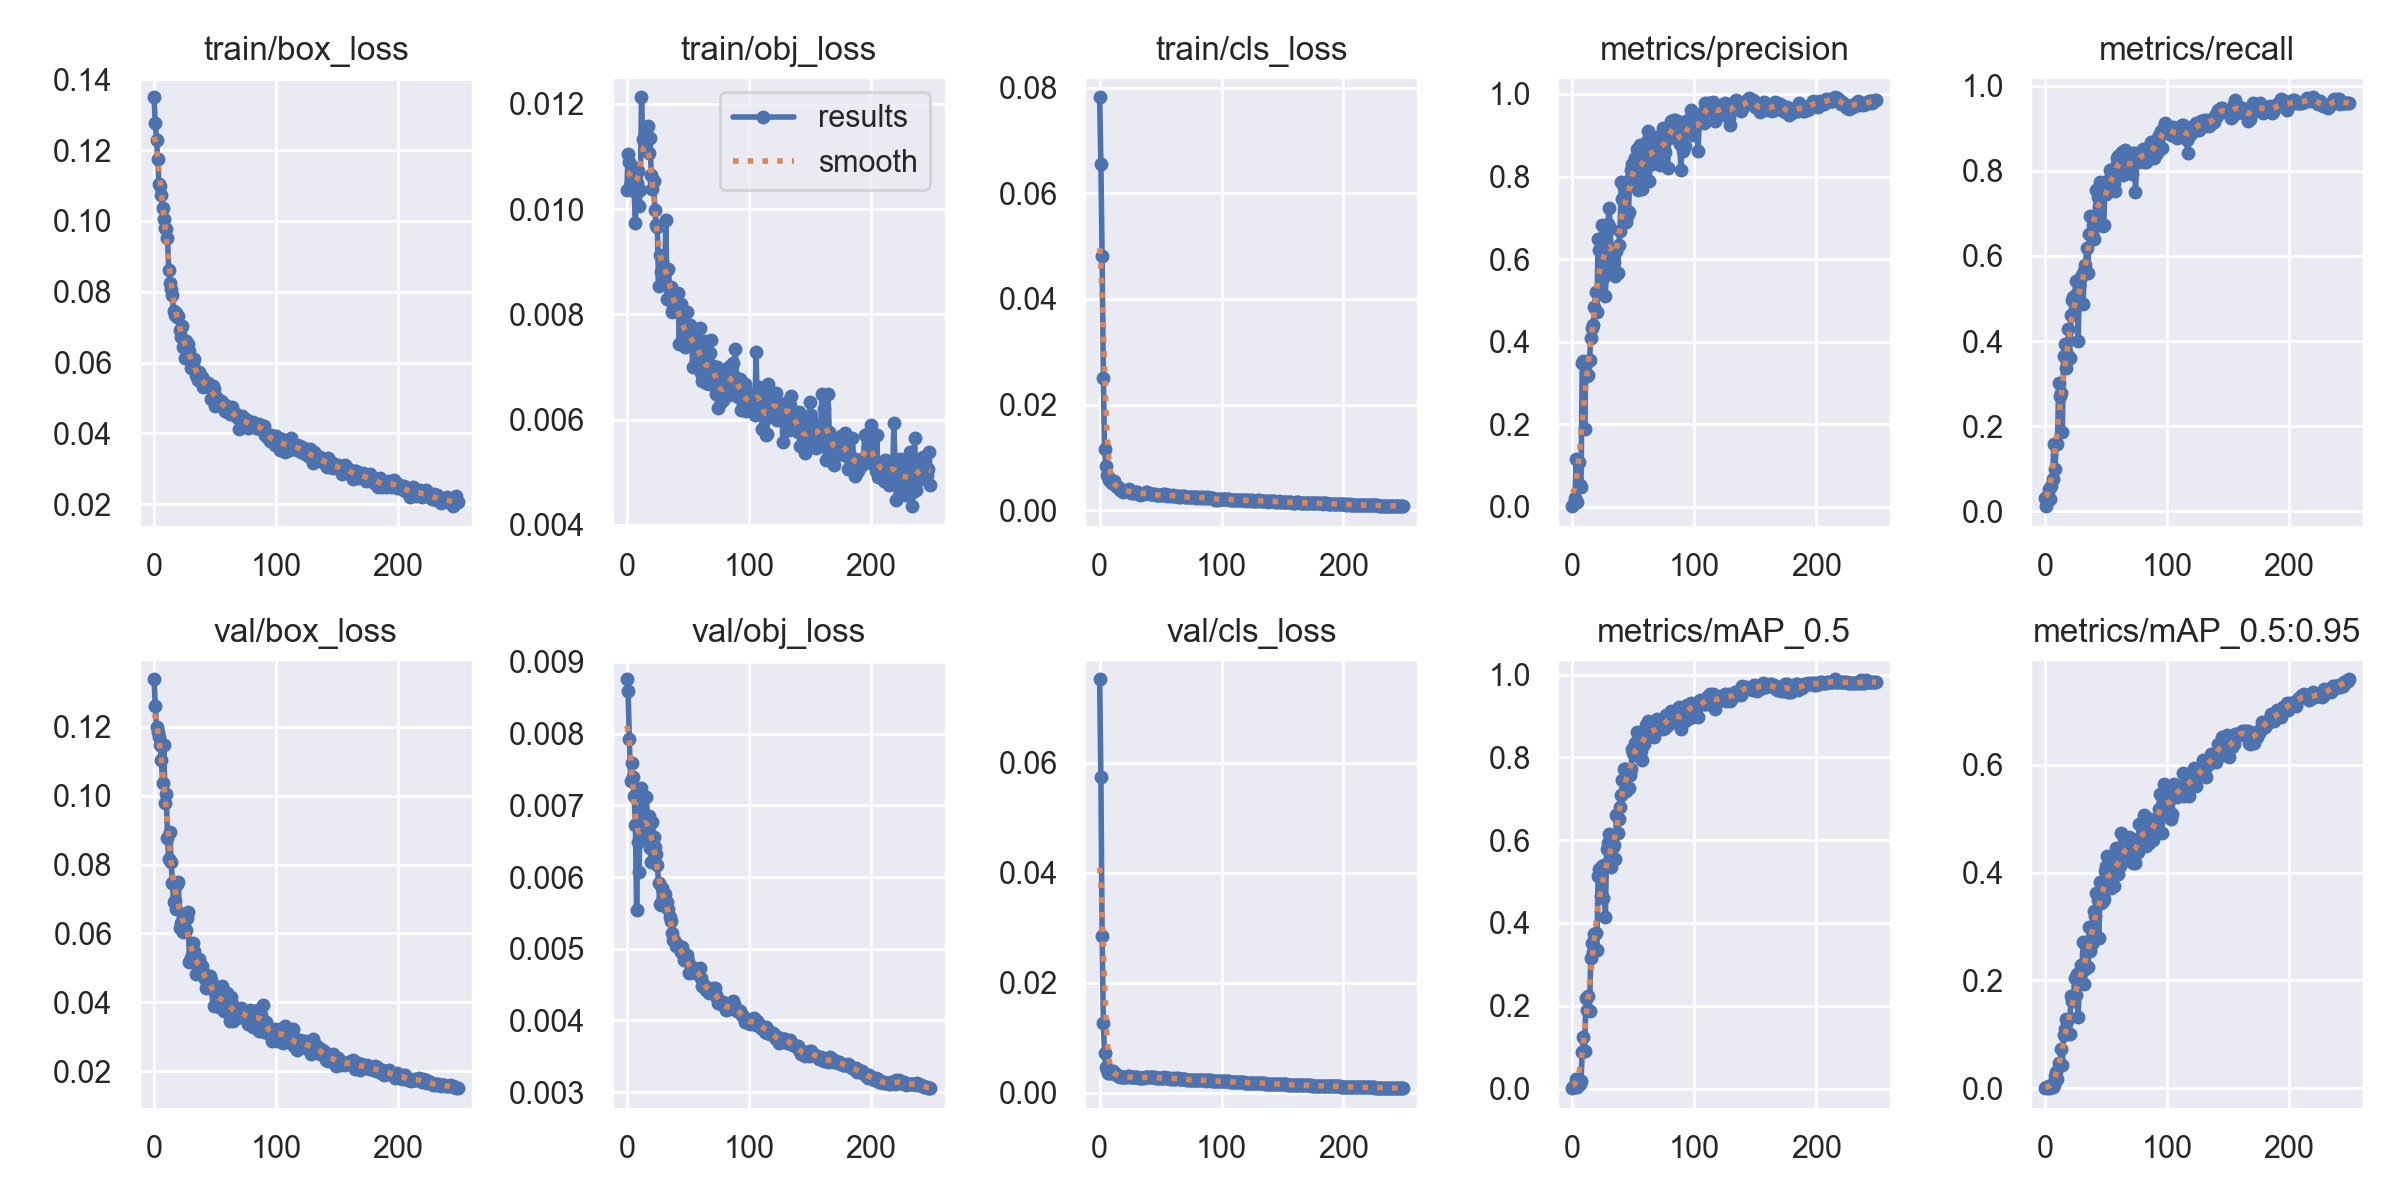 train/box_loss
0.14
0.12
0.10
0.08
0.06
0.04
0.02
0 100 200
train/obj_loss
results
smooth
0.012
0.010
0.008
0.006
0.004
0 100 200
train/cls_loss
0.08
0.06
0.04
0.02
0.00
0 100 200
metrics/precision
1.0
0.8
0.6
0.4
0.2
0.0
0 100 200
metrics/recall
1.0
0.8
0.6
0.4
0.2
0.0
0 100 200
val/box_loss
0.12
0.10
0.08
0.06
0.04
0.02
0 100 200
val/obj_loss
0.009
0.008
0.007
0.006
0.005
0.004
0.003
0 100 200
val/cls_loss
0.06
0.04
0.02
0.00
0 100 200
metrics/mAP_0.5
1.0
0.8
0.6
0.4
0.2
0.0
0 100 200
metrics/mAP_0.5:0.95
0.6
0.4
0.2
0.0
0 100 200